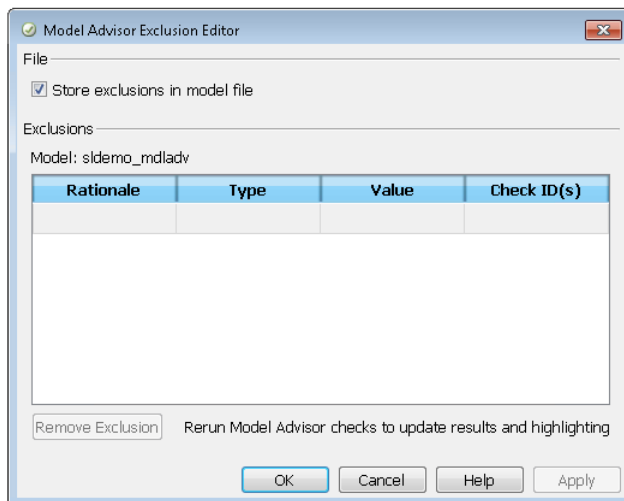 Model Advisor Exclusion Editor
File
Store exclusions in model file
Exclusions
Model: sldemo_mdladv
Rationale Type Value Check ID(s)
Remove Exclusion Rerun Model Advisor checks to update results and highlighting
OK Cancel Help Apply